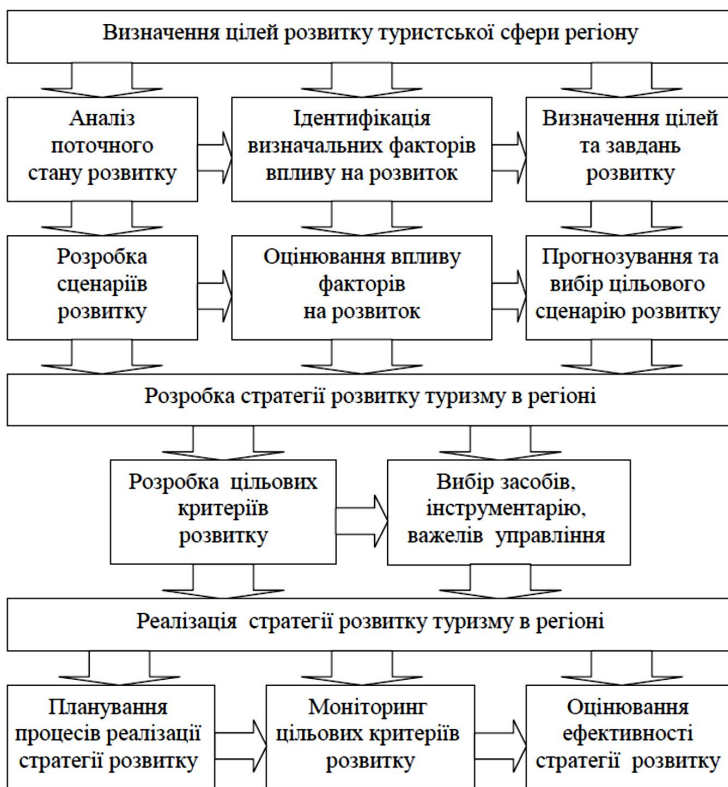 Визначення цілей розвитку туристської сфери регіону
Аналіз
поточного
стану розвитку
Ідентифікація
визначальних факторів
впливу на розвиток
Визначення цілей
та завдань
розвитку
Розробка
сценаріїв
розвитку
Оцінювання впливу
факторів
на розвиток
Прогнозування та
вибір цільового
сценарію розвитку
Розробка стратегії розвитку туризму в регіоні
Розробка цільових
критеріїв
розвитку
Вибір засобів,
інструментарію,
важелів управління
Реалізація стратегії розвитку туризму в регіоні
Планування
процесів реалізації
стратегії розвитку
Моніторинг
цільових критеріїв
розвитку
Оцінювання
ефективності
стратегії розвитку